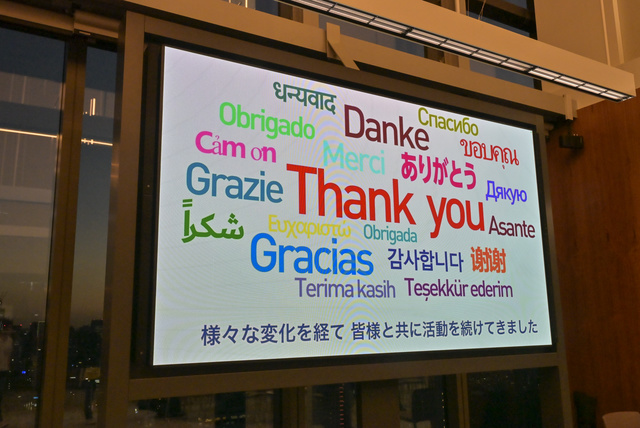 धन्यवाद
Obrigado
Danke
Спасибо
Cảm ơn
Merci
ありがとう
ขอบคุณ
Grazie
Thank you
Дякую
شكراً
Ευχαριστώ
Obrigada
Asante
Gracias
감사합니다
谢谢
Terima kasih
Teşekkür ederim
様々な変化を経て 皆様と共に活動を続けてきました